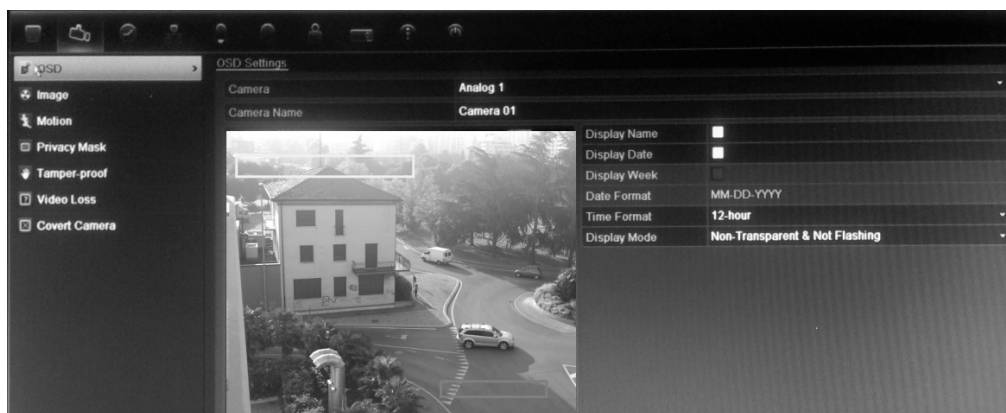 OSD
OSD Settings
Camera
Analog 1
Image
Camera Name
Camera 01
Motion
Display Name
Privacy Mask
Display Date
Tamper-proof
Display Week
Video Loss
Date Format
MM-DD-YYYY
Time Format
12-hour
Covert Camera
Display Mode
Non-Transparent & Not Flashing